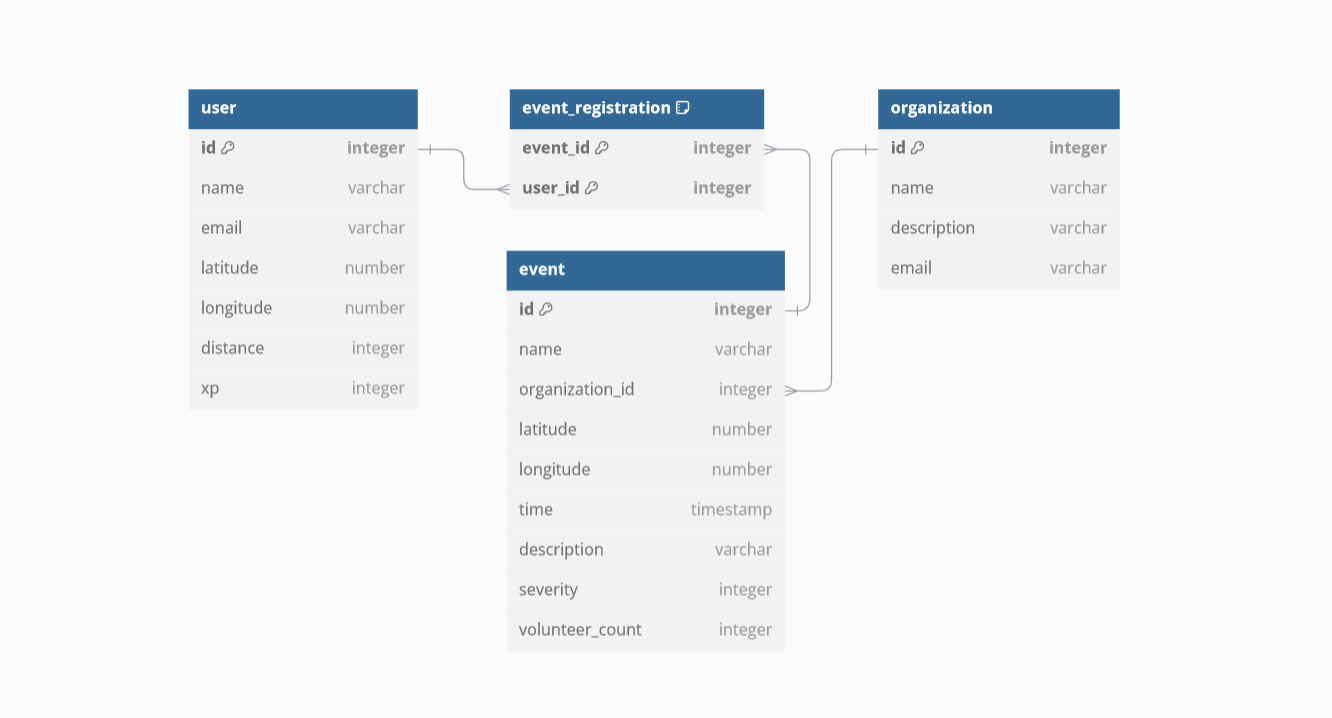 user
id integer
name varchar
email varchar
latitude number
longitude number
distance integer
xp integer
event_registration
event_id integer
user_id integer
event
id integer
name varchar
organization_id integer
latitude number
longitude number
time timestamp
description varchar
severity integer
volunteer_count integer
organization
id integer
name varchar
description varchar
email varchar